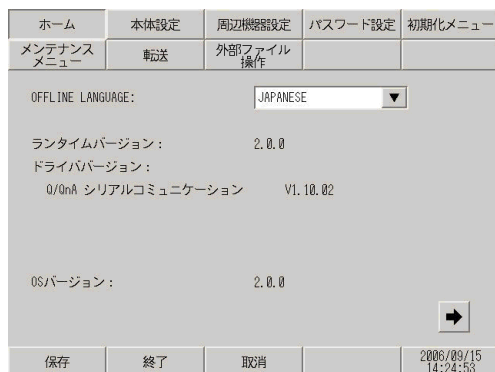 ホーム 本体設定 周辺機器設定 パスワード設定 初期化メニュー
メンテナンス
メニュー
転送
外部ファイル
操作
OFFLINE LANGUAGE: JAPANESE
ランタイムバージョン: 2.0.0
ドライババージョン:
Q/QnA シリアルコミュニケーション V1.10.02
OSバージョン: 2.0.0
保存 終了 取消 2006/09/15
14:24:53